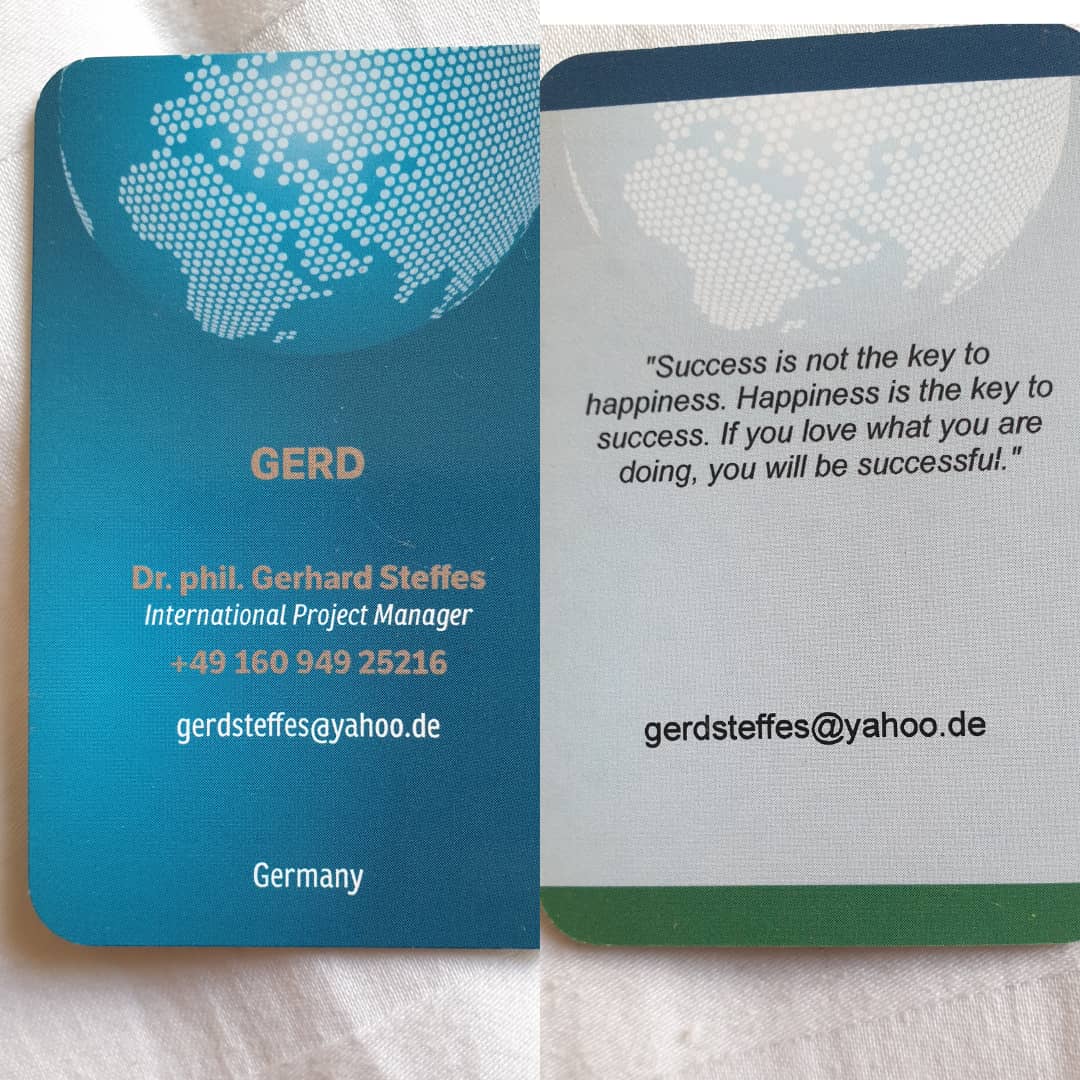 GERD
Dr. phil. Gerhard Steffes
International Project Manager
+49 160 949 25216
gerdsteffes@yahoo.de
Germany
"Success is not the key to
happiness. Happiness is the key to
success. If you love what you are
doing, you will be successful."
gerdsteffes@yahoo.de